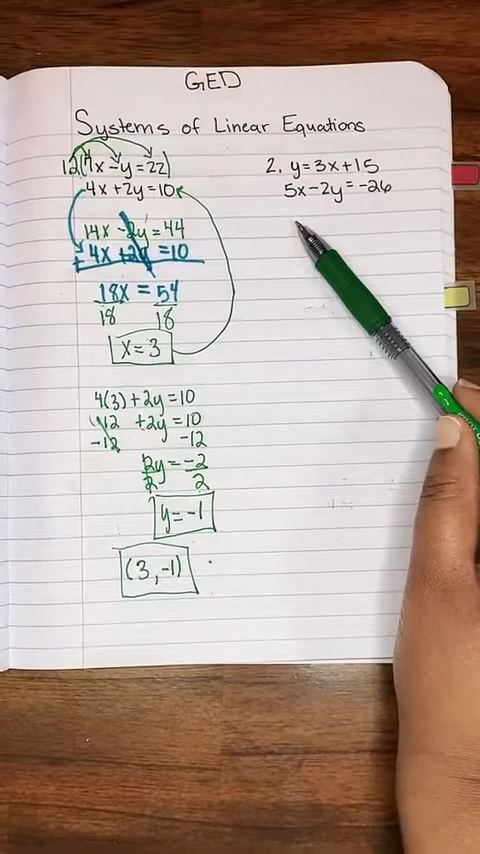 GED
Systems of Linear Equations
1 2(7x - y = 22)
4x + 2y = 10
14x - 2y = 44
+ 4x + 2y = 10
18x = 54
18 18
x = 3
4(3) + 2y = 10
12 + 2y = 10
-12 -12
2y = -2
2 2
y = -1
(3, -1)
2. y = 3x + 15
5x - 2y = -26